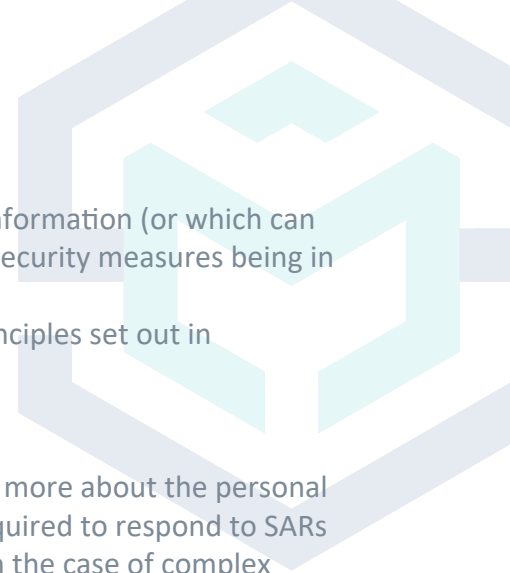 nformation (or which can
ecurity measures being in
nciples set out in
more about the personal
quired to respond to SARs
n the case of complex